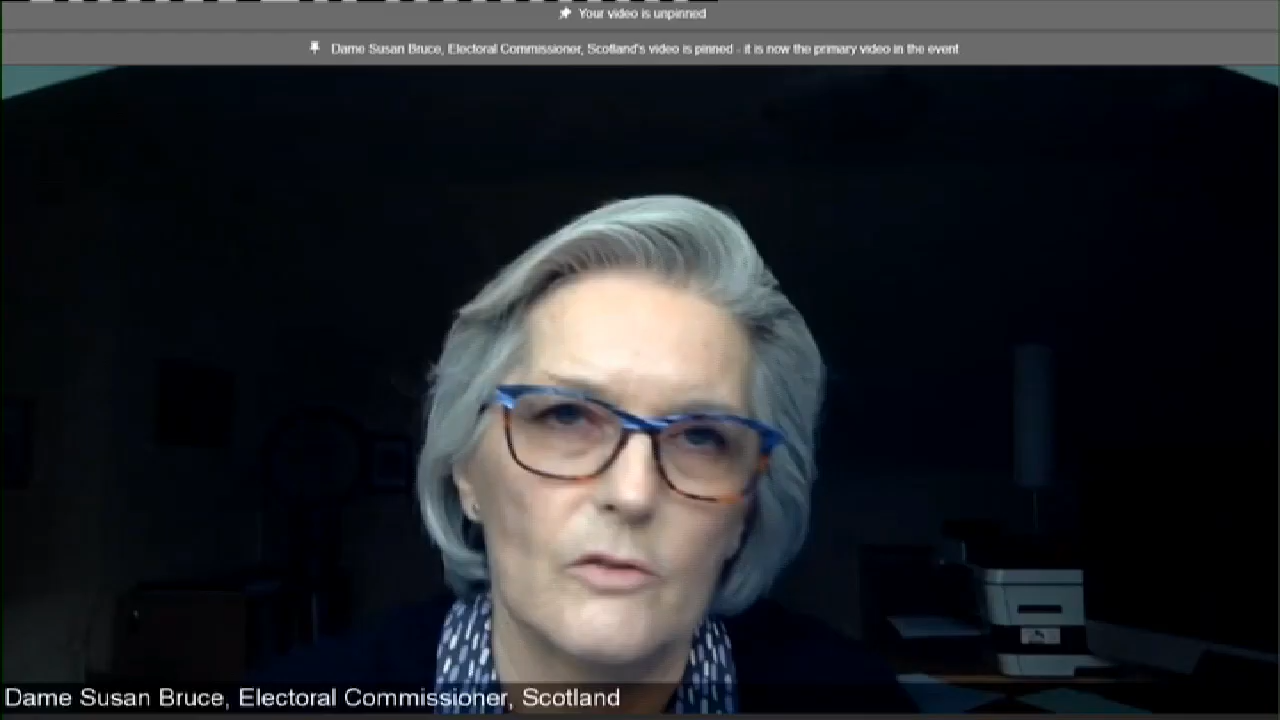 Your video is unpinned
Dame Susan Bruce, Electoral Commissioner, Scotland's video is pinned - it is now the primary video in the event
Dame Susan Bruce, Electoral Commissioner, Scotland